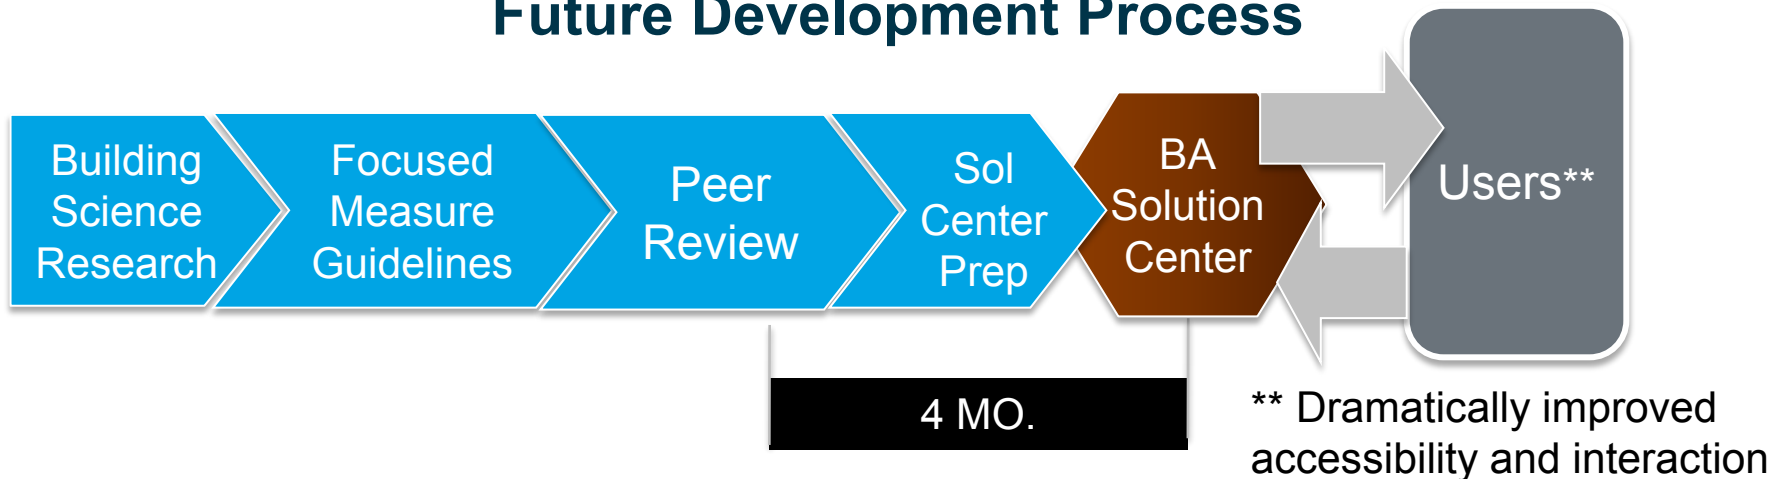 Future Development Process
Building
Science
Research
Focused
Measure
Guidelines
Peer
Review
Sol
Center
Prep
BA
Solution
Center
Users**
4 MO.
** Dramatically improved
accessibility and interaction